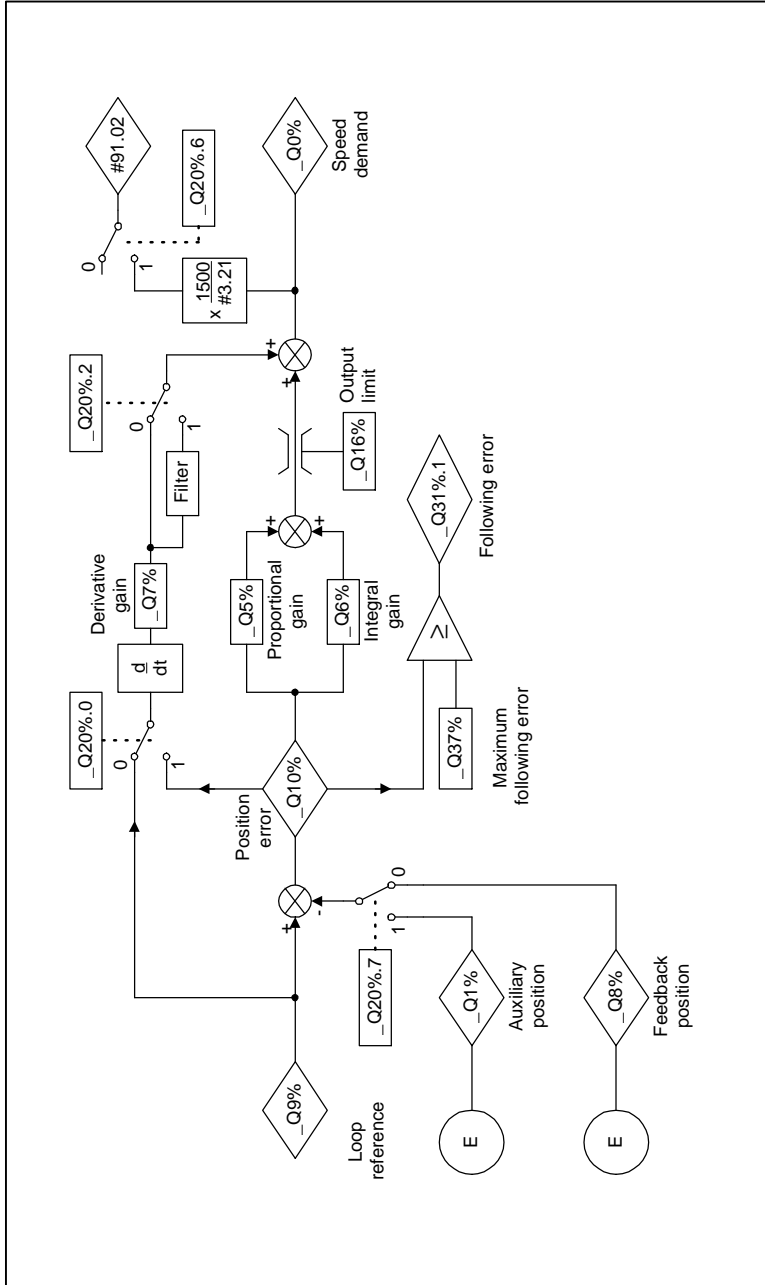 #91.02
0
1
_Q20%.6
x 1500
#3.21
_Q0%
Speed
demand
_Q20%.2
0
1
Filter
+
+
Output
limit
_Q16%
Derivative
gain
_Q7%
d
dt
_Q5%
Proportional
gain
_Q6%
Integral
gain
+
+
_Q31%.1
Following error
≥
_Q37%
Maximum
following error
_Q20%.0
0
1
Position
error
_Q10%
+
-
_Q20%.7
1
0
_Q9%
Loop
reference
_Q1%
Auxiliary
position
E
_Q8%
Feedback
position
E